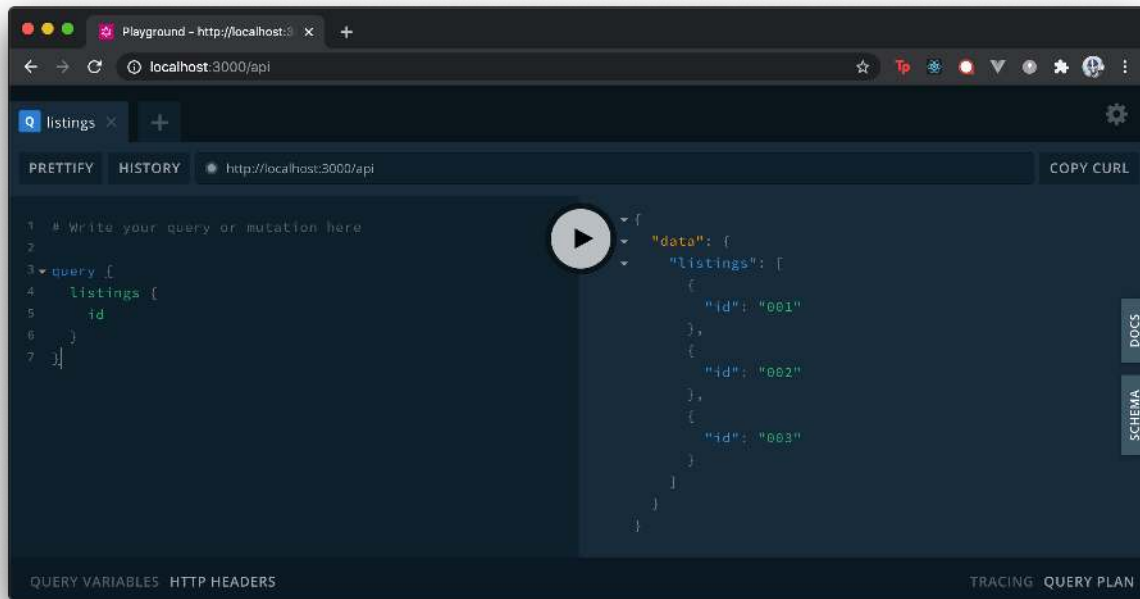 Playground - http://localhost:3
localhost:3000/api
Tp
Q listings
PRETTIFY HISTORY http://localhost:3000/api COPY CURL
1 # Write your query or mutation here
2
3 query {
4 listings {
5 id
6 }
7 }
{
"data": {
"listings": [
{
"id": "001"
},
{
"id": "002"
},
{
"id": "003"
}
]
}
}
DOCS
SCHEMA
QUERY VARIABLES HTTP HEADERS TRACING QUERY PLAN